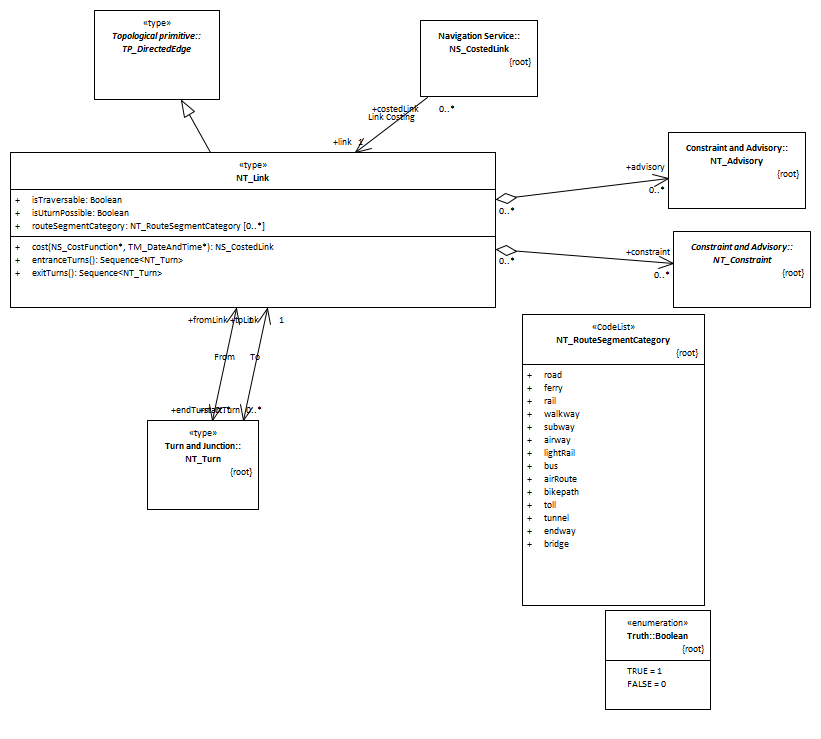 «type»
Topological primitive::
TP_DirectedEdge
Navigation Service::
NS_CostedLink
{root}
+costedLink 0..*
Link Costing
+link 1
«type»
NT_Link
+ isTraversable: Boolean
+ isUturnPossible: Boolean
+ routeSegmentCategory: NT_RouteSegmentCategory [0..*]
+ cost(NS_CostFunction*, TM_DateAndTime*): NS_CostedLink
+ entranceTurns(): Sequence<NT_Turn>
+ exitTurns(): Sequence<NT_Turn>
Constraint and Advisory::
NT_Advisory
{root}
+advisory
0..*
0..*
Constraint and Advisory::
NT_Constraint
{root}
+constraint
0..*
0..*
+fromLink +toLink 1
From To
+endTurn +startTurn 0..*
«type»
Turn and Junction::
NT_Turn
{root}
«CodeList»
NT_RouteSegmentCategory
{root}
+ road
+ ferry
+ rail
+ walkway
+ subway
+ airway
+ lightRail
+ bus
+ airRoute
+ bikepath
+ toll
+ tunnel
+ endway
+ bridge
«enumeration»
Truth::Boolean
{root}
TRUE = 1
FALSE = 0